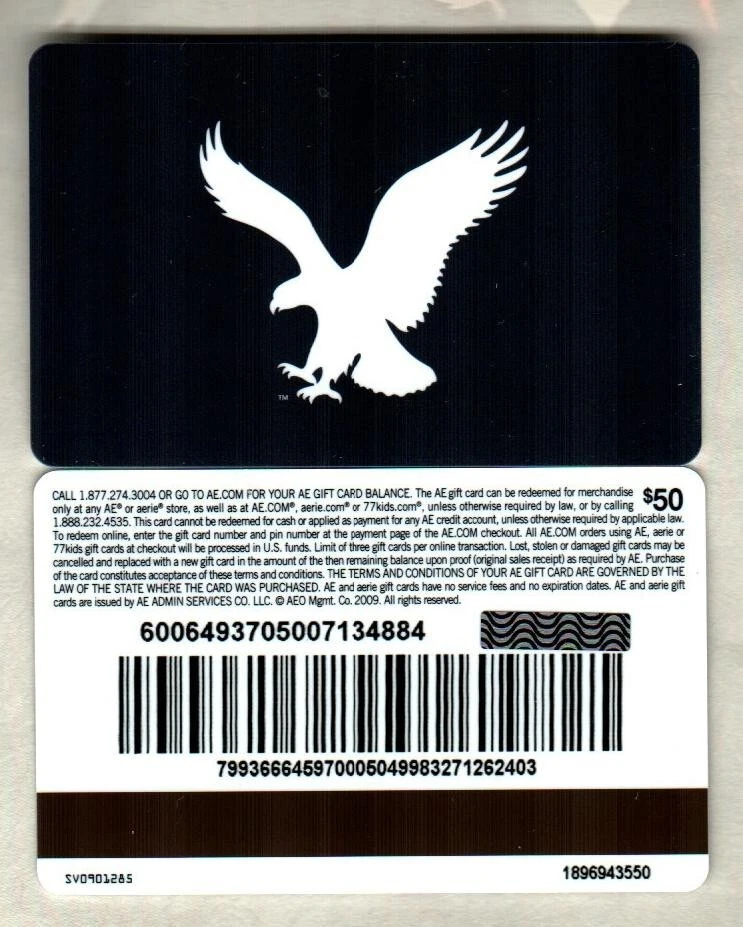 TM
CALL 1.877.274.3004 OR GO TO AE.COM FOR YOUR AE GIFT CARD BALANCE. The AE gift card can be redeemed for merchandise
only at any AE® or aerie® store, as well as at AE.COM®, aerie.com® or 77kids.com®, unless otherwise required by law, or by calling
$50
1.888.232.4535. This card cannot be redeemed for cash or applied as payment for any AE credit account, unless otherwise required by applicable law.
To redeem online, enter the gift card number and pin number at the payment page of the AE.COM checkout. All AE.COM orders using AE, aerie or
77kids gift cards at checkout will be processed in U.S. funds. Limit of three gift cards per online transaction. Lost, stolen or damaged gift cards may be
cancelled and replaced with a new gift card in the amount of the then remaining balance upon proof (original sales receipt) as required by AE. Purchase
of the card constitutes acceptance of these terms and conditions. THE TERMS AND CONDITIONS OF YOUR AE GIFT CARD ARE GOVERNED BY THE
LAW OF THE STATE WHERE THE CARD WAS PURCHASED. AE and aerie gift cards have no service fees and no expiration dates. AE and aerie gift
cards are issued by AE ADMIN SERVICES CO. LLC. © AEO Mgmt. Co. 2009. All rights reserved.
6006493705007134884
799366645970005049983271262403
SV0901285
1896943550